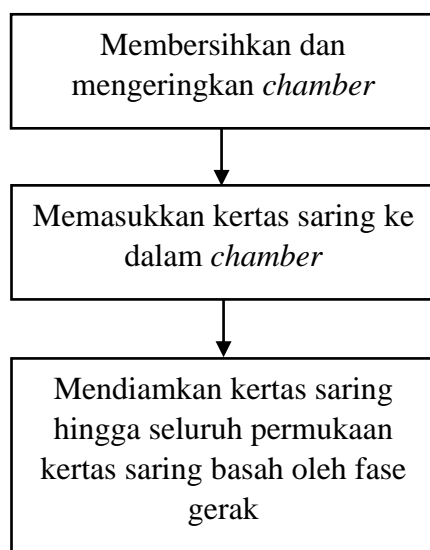 Membersihkan dan
mengeringkan chamber
Memasukkan kertas saring ke
dalam chamber
Mendiamkan kertas saring
hingga seluruh permukaan
kertas saring basah oleh fase
gerak